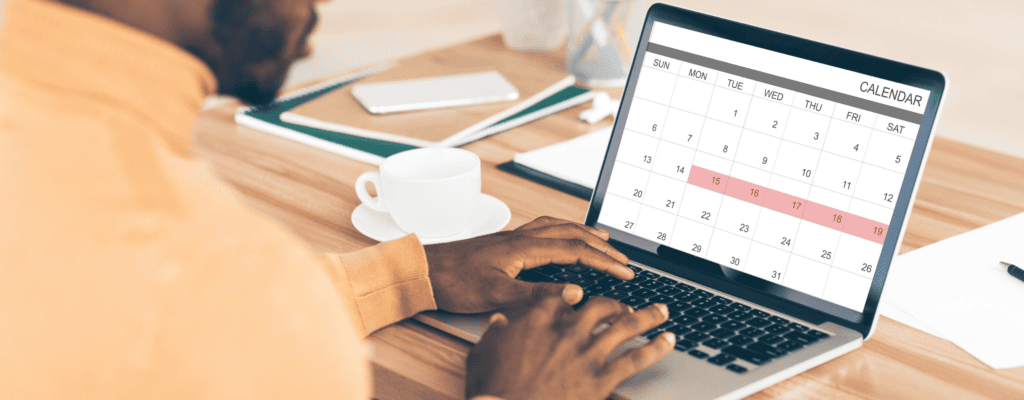 CALENDAR
SUN MON TUE WED THU FRI SAT
1 2 3 4 5
6 7 8 9 10 11 12
13 14 15 16 17 18 19
20 21 22 23 24 25 26
27 28 29 30 31